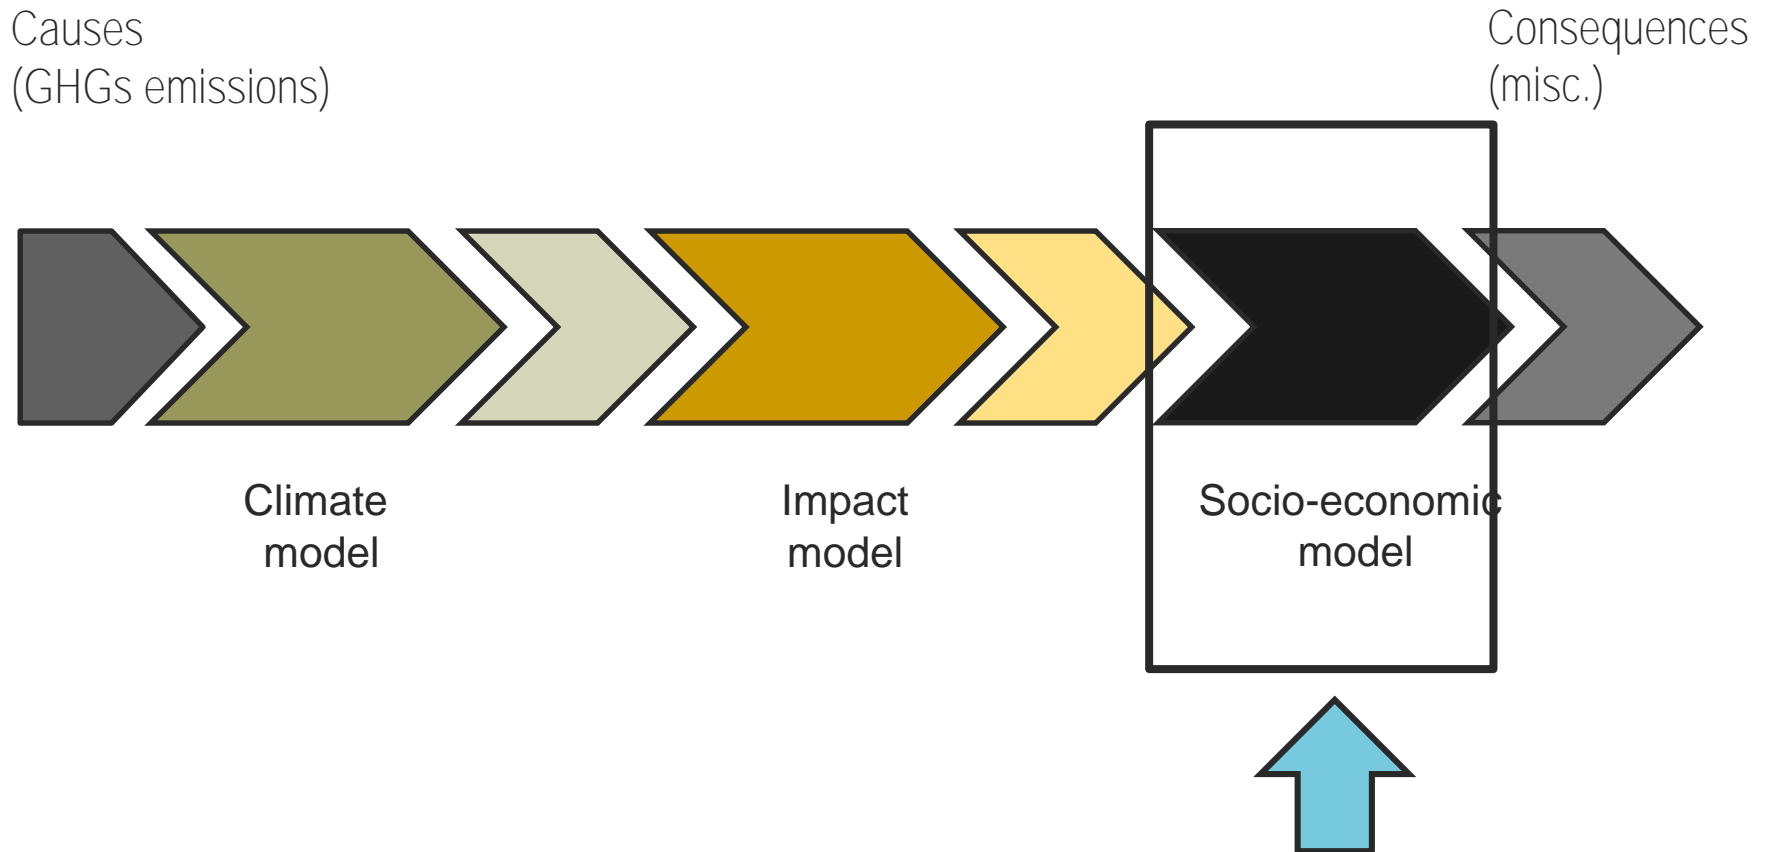 Causes
(GHGs emissions)
Consequences
(misc.)
Climate
model
Impact
model
Socio-economic
model